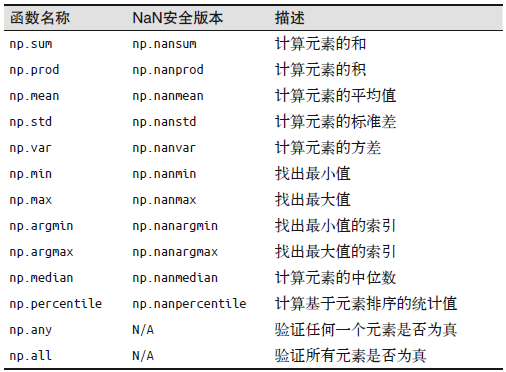 函数名称 NaN安全版本 描述
np.sum np.nansum 计算元素的和
np.prod np.nanprod 计算元素的积
np.mean np.nanmean 计算元素的平均值
np.std np.nanstd 计算元素的标准差
np.var np.nanvar 计算元素的方差
np.min np.nanmin 找出最小值
np.max np.nanmax 找出最大值
np.argmin np.nanargmin 找出最小值的索引
np.argmax np.nanargmax 找出最大值的索引
np.median np.nanmedian 计算元素的中位数
np.percentile np.nanpercentile 计算基于元素排序的统计值
np.any N/A 验证任何一个元素是否为真
np.all N/A 验证所有元素是否为真